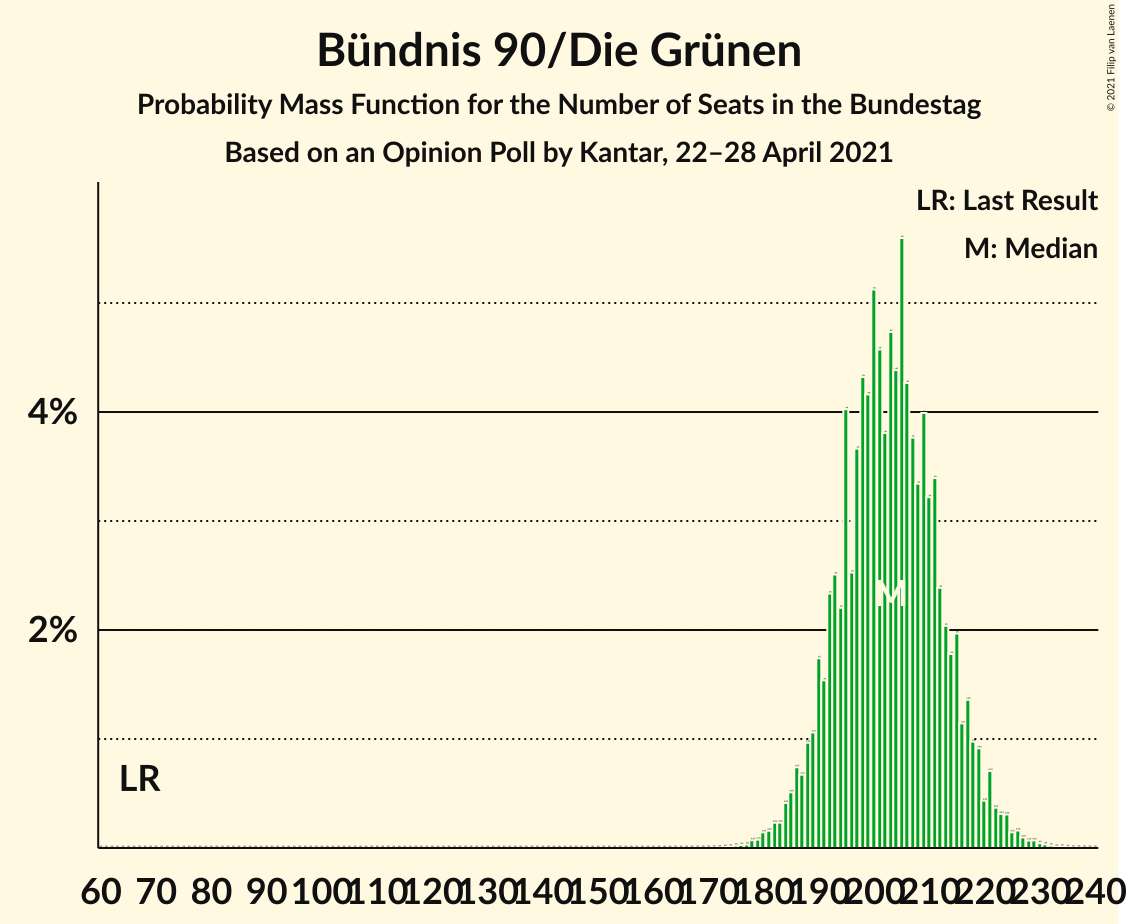 Bündnis 90/Die Grünen
Probability Mass Function for the Number of Seats in the Bundestag
Based on an Opinion Poll by Kantar, 22–28 April 2021
© 2021 Filip van Laenen
LR: Last Result
M: Median
4%
2%
M
LR
60 70 80 90 100 110 120 130 140 150 160 170 180 190 200 210 220 230 240